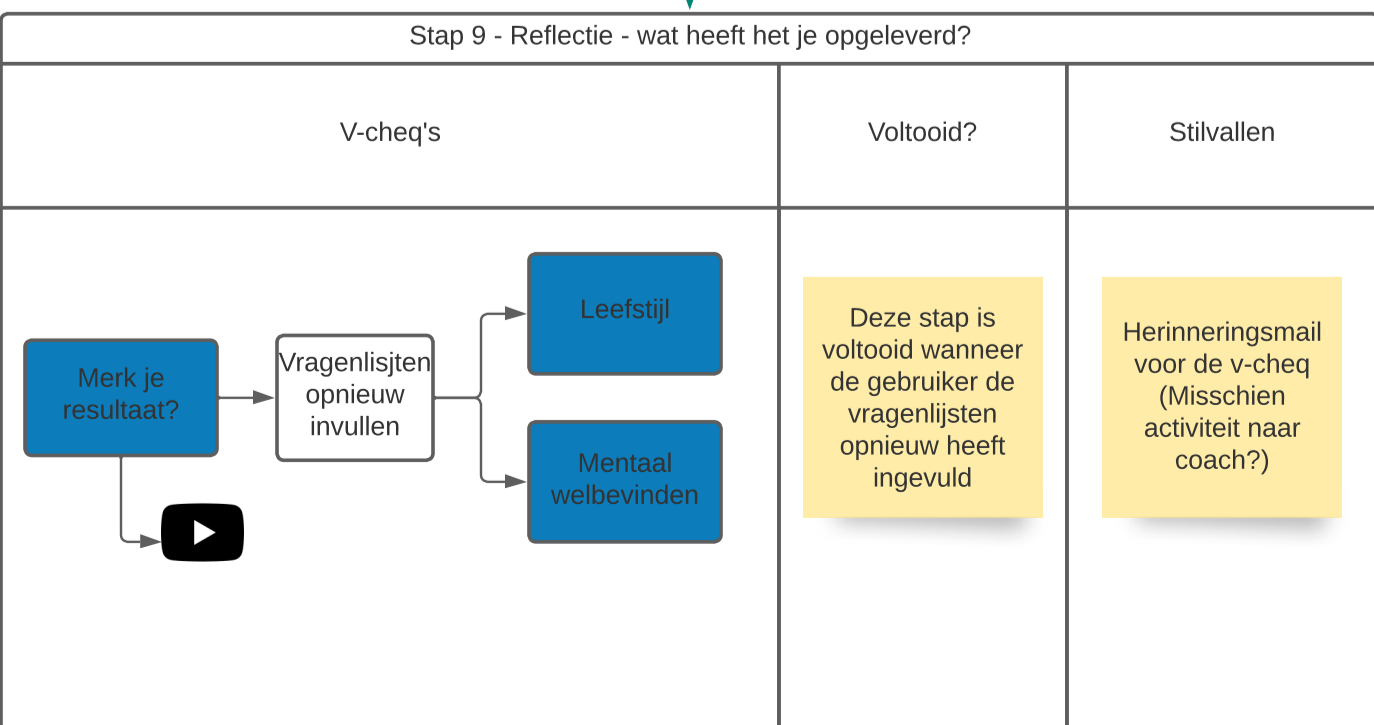 Stap 9 - Reflectie - wat heeft het je opgeleverd?
V-cheq's
Voltooid?
Stilvallen
Merk je
resultaat?
Vragenlisjten
opnieuw
invullen
Leefstijl
Mentaal
welbevinden
Deze stap is
voltooid wanneer
de gebruiker de
vragenlijsten
opnieuw heeft
ingevuld
Herinneringsmail
voor de v-cheq
(Misschien
activiteit naar
coach?)